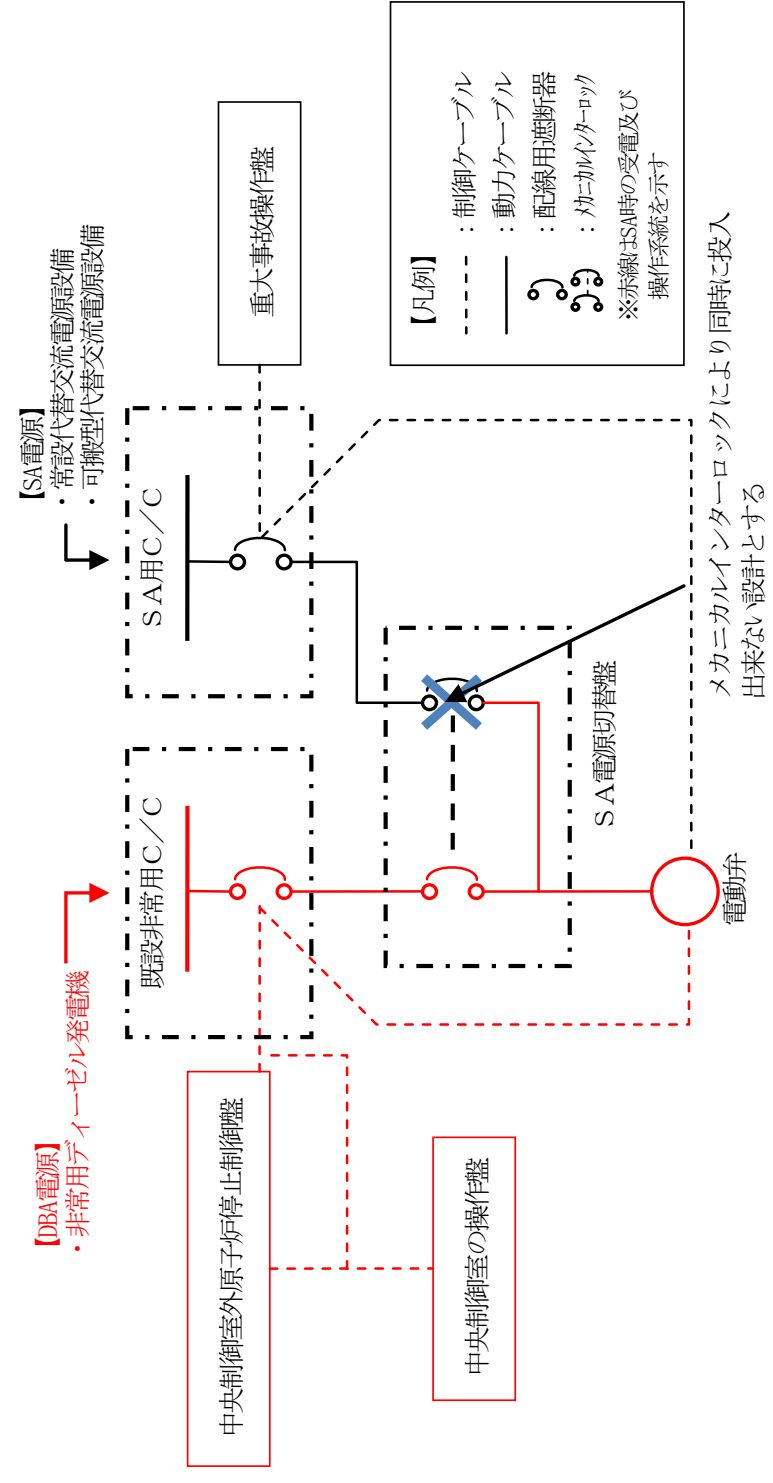 【DBA電源】
・非常用ディーゼル発電機
【SA電源】
・常設代替交流電源設備
・可搬型代替交流電源設備
中央制御室外原子炉停止制御盤
既設非常用C／C
SA用C／C
重大事故操作盤
中央制御室の操作盤
SA電源切替盤
電動弁
メカニカルインターロックにより同時に投入
出来ない設計とする
【凡例】
：制御ケーブル
：動力ケーブル
：配線用遮断器
：ﾒｶﾆｶﾙｲﾝﾀｰﾛｯｸ
※赤線はSA時の受電及び
操作系統を示す